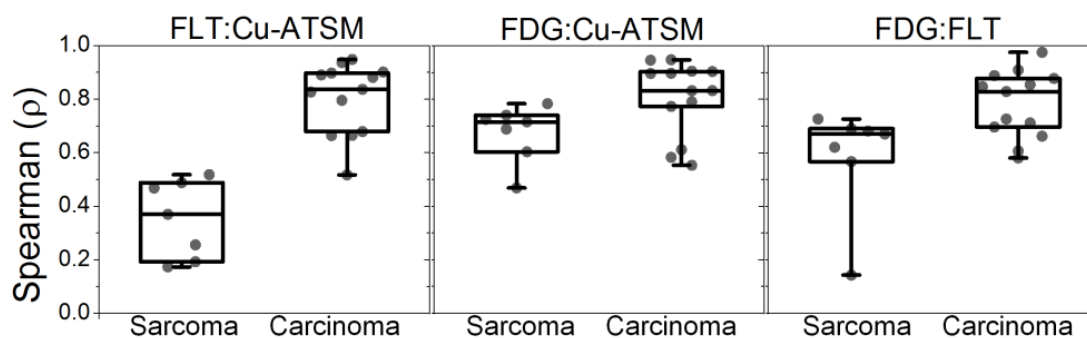 FLT:Cu-ATSM FDG:Cu-ATSM FDG:FLT
Spearman (ρ)
1.0
0.8
0.6
0.4
0.2
0.0
Sarcoma Carcinoma Sarcoma Carcinoma Sarcoma Carcinoma